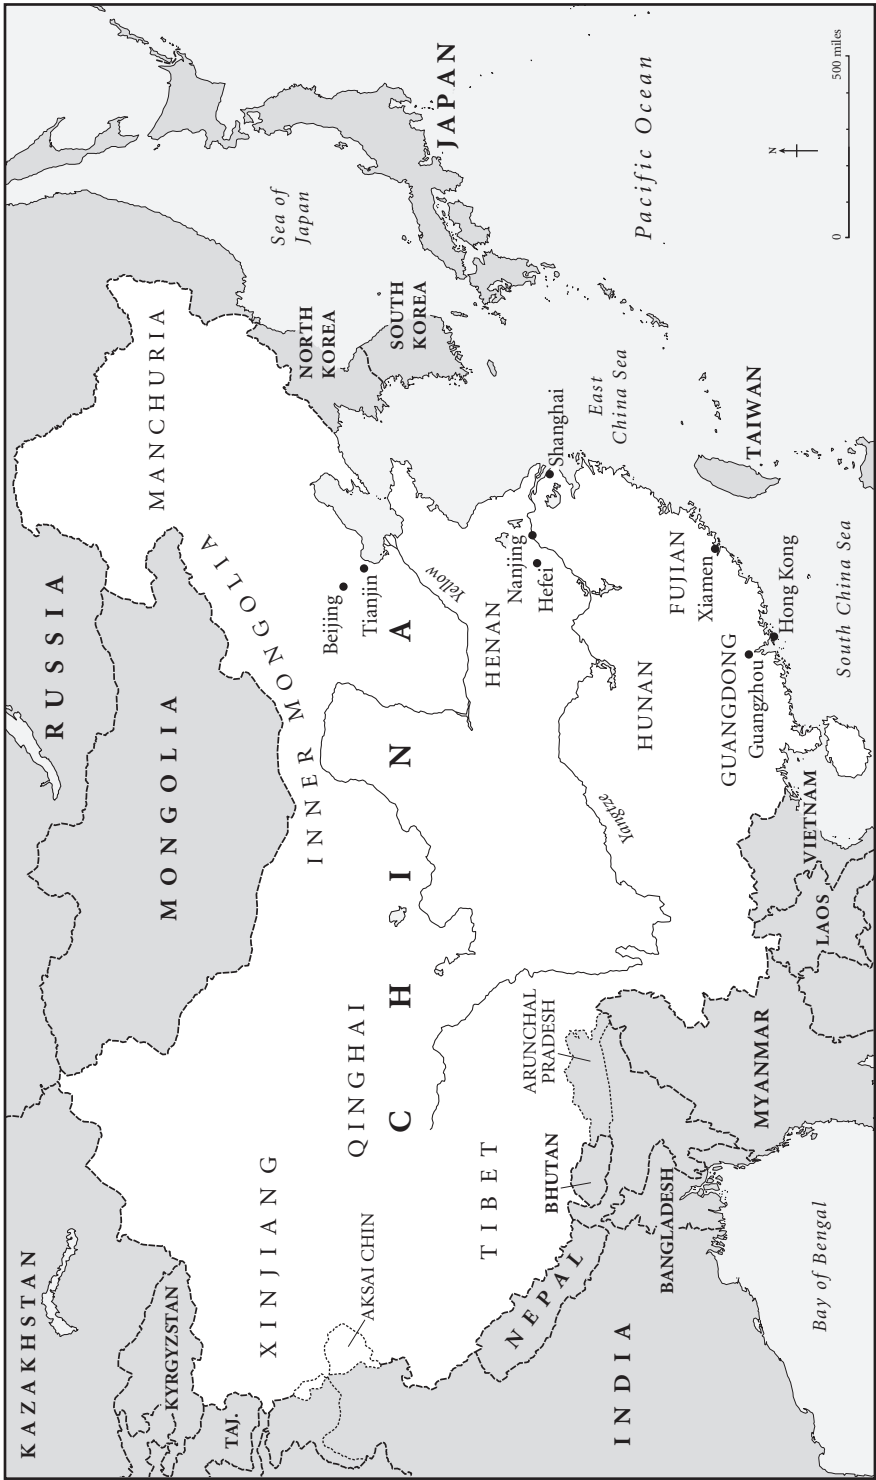 KAZAKHSTAN
RUSSIA
MONGOLIA
MANCHURIA
INNER MONGOLIA
KYRGYZSTAN
TAJ.
XINJIANG
AKSAI CHIN
QINGHAI
CHINA
TIBET
Beijing
Tianjin
Yellow
NORTH
KOREA
SOUTH
KOREA
Sea of
Japan
JAPAN
Pacific Ocean
N
0
500 miles
HENAN
Nanjing
Hefei
Shanghai
East
China Sea
Yangtze
HUNAN
FUJIAN
Xiamen
TAIWAN
GUANGDONG
Guangzhou
Hong Kong
South China Sea
ARUNCHAL
PRADESH
BHUTAN
NEPAL
INDIA
BANGLADESH
MYANMAR
LAOS
VIETNAM
Bay of Bengal